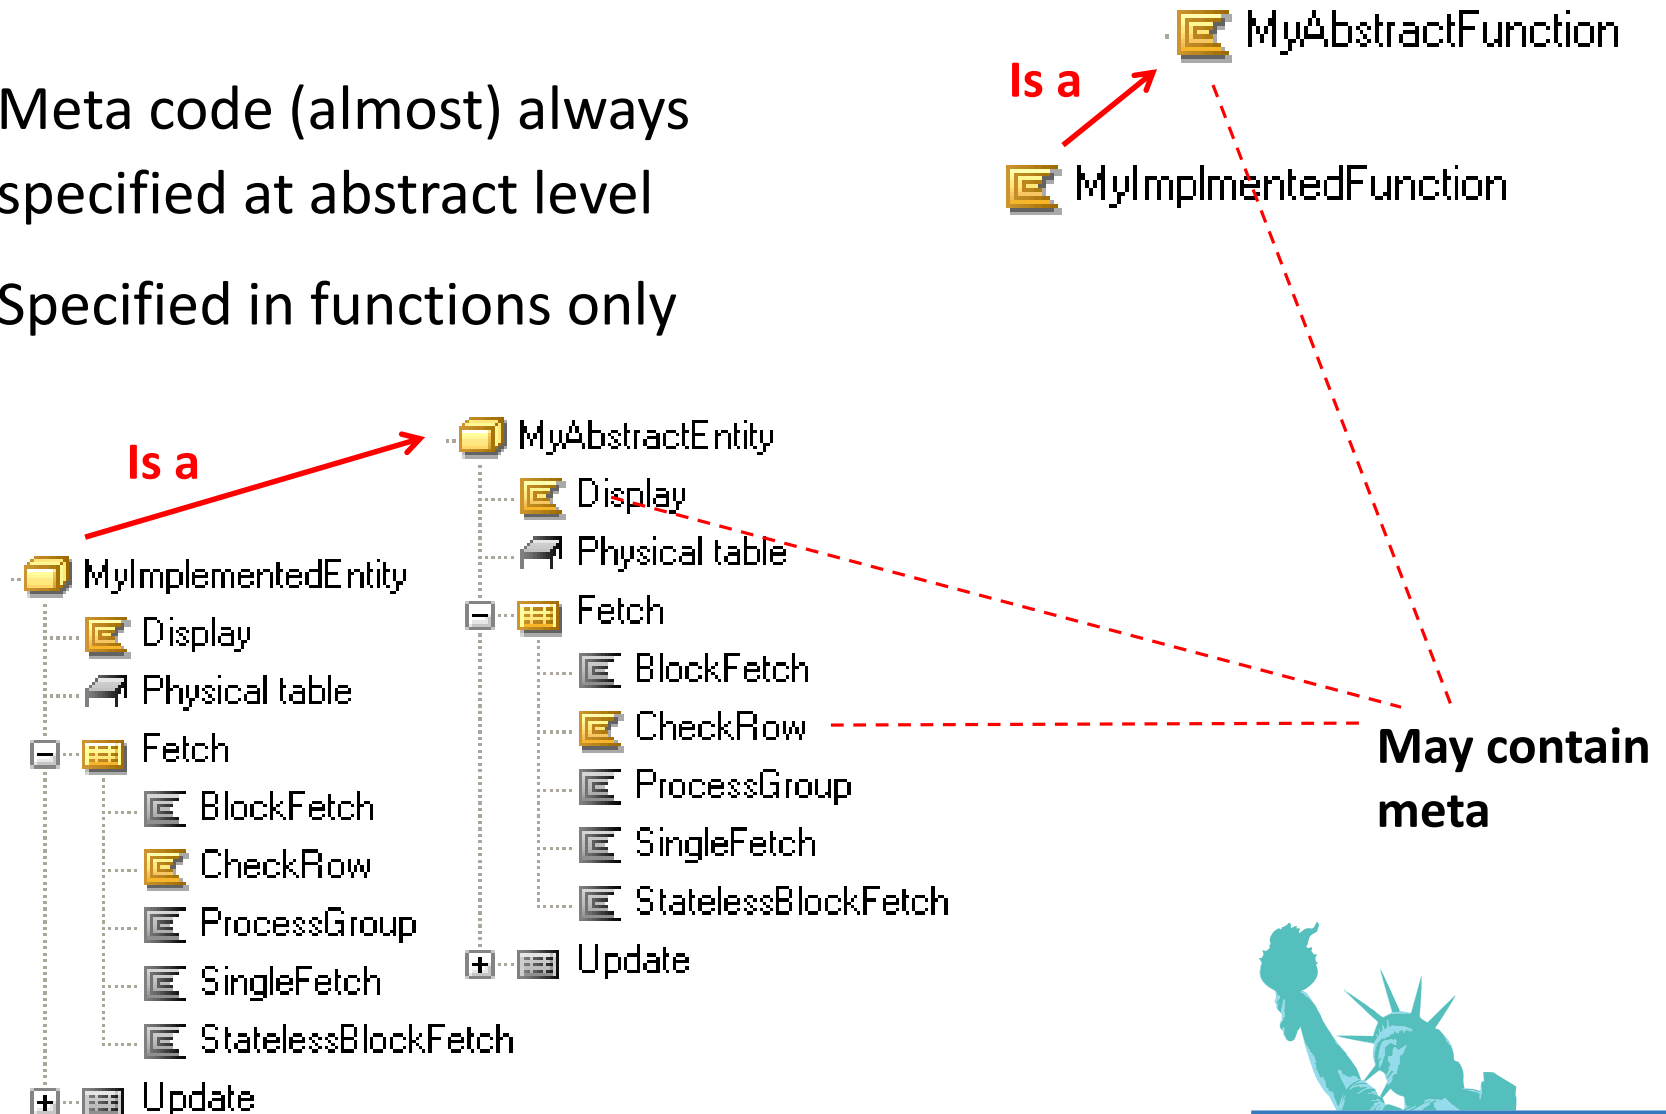 Meta code (almost) always
specified at abstract level
Specified in functions only
MyAbstractFunction
Is a
MyImplmentedFunction
Is a
MyAbstractEntity
Display
Physical table
Fetch
BlockFetch
CheckRow
ProcessGroup
SingleFetch
StatelessBlockFetch
Update
MyImplementedEntity
Display
Physical table
Fetch
BlockFetch
CheckRow
ProcessGroup
SingleFetch
StatelessBlockFetch
Update
May contain
meta